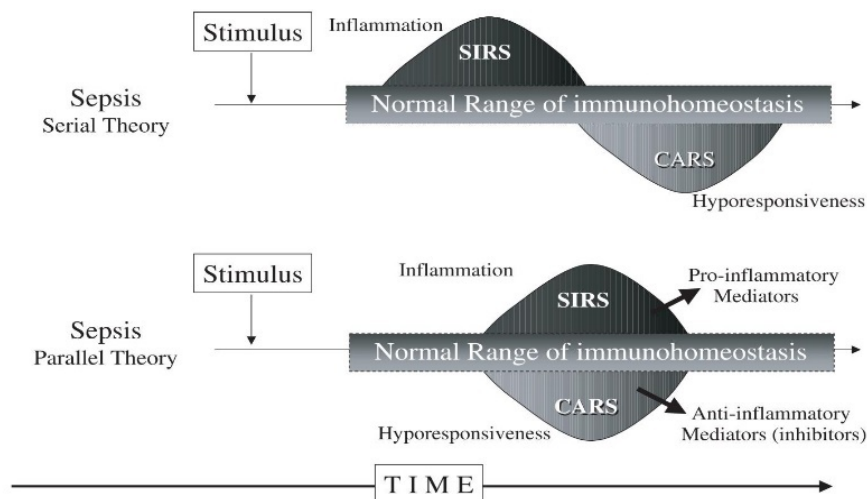 Stimulus
Inflammation
SIRS
Sepsis
Serial Theory
Normal Range of immunohomeostasis
CARS
Hyporesponsiveness
Stimulus
Inflammation
SIRS
Pro-inflammatory
Mediators
Sepsis
Parallel Theory
Normal Range of immunohomeostasis
CARS
Hyporesponsiveness
Anti-inflammatory
Mediators (inhibitors)
TIME